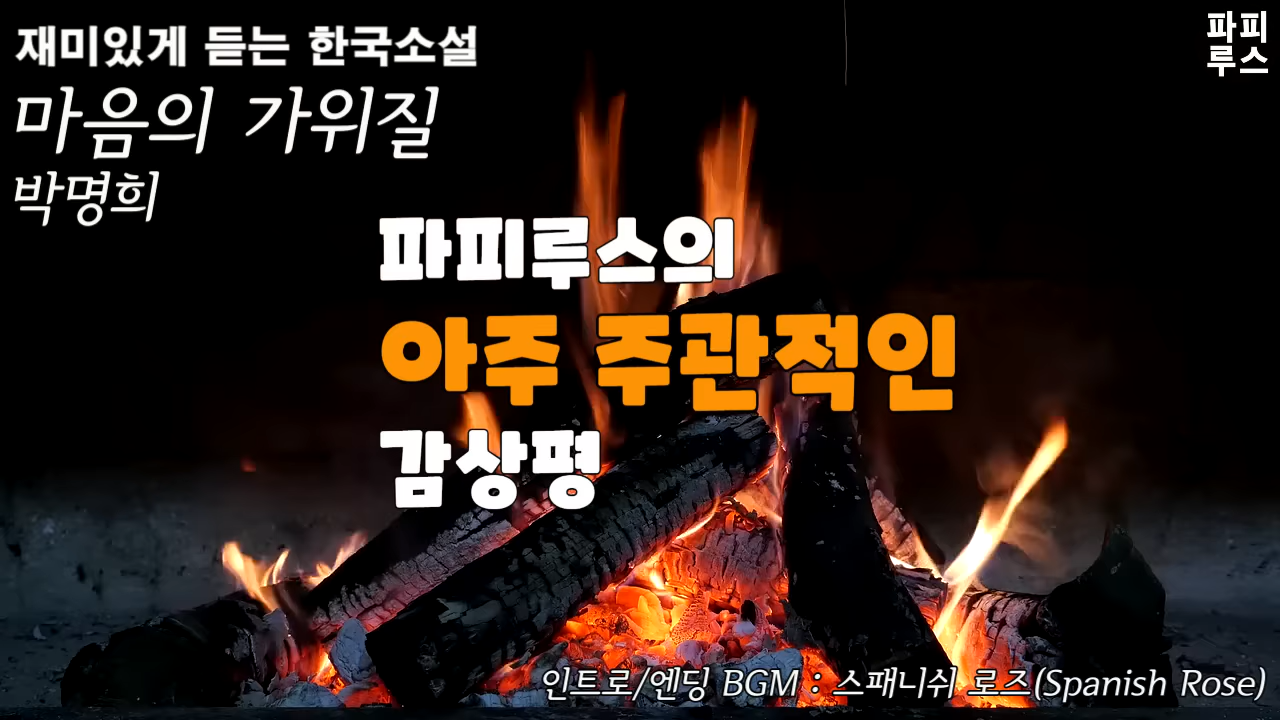 재미있게 듣는 한국소설
마음의 가위질
박명희
파피
루스
파피루스의
아주 주관적인
감상평
인트로/엔딩 BGM : 스패니쉬 로즈(Spanish Rose)